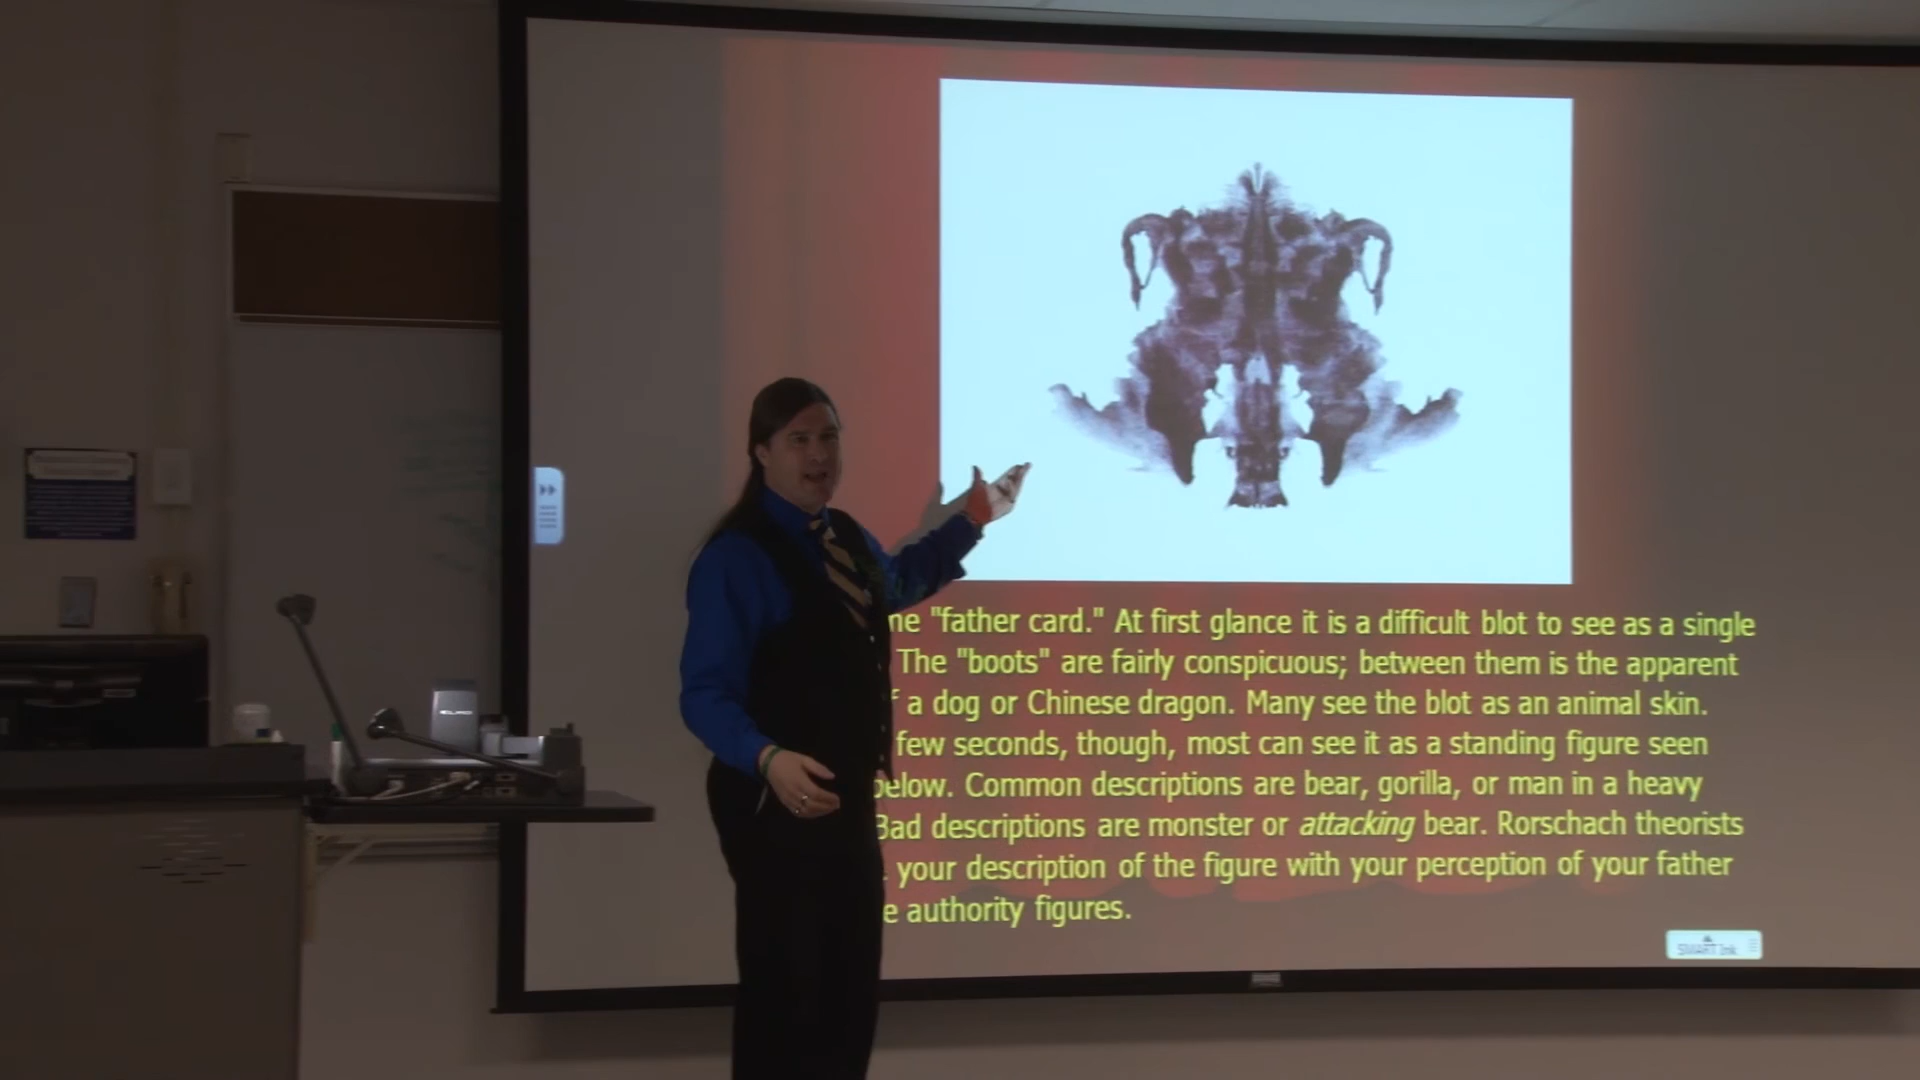 "father card." At first glance it is a difficult blot to see as a single
The "boots" are fairly conspicuous; between them is the apparent
a dog or Chinese dragon. Many see the blot as an animal skin.
few seconds, though, most can see it as a standing figure seen
below. Common descriptions are bear, gorilla, or man in a heavy
Bad descriptions are monster or attacking bear. Rorschach theorists
your description of the figure with your perception of your father
authority figures.
ELMO
SMART Ink